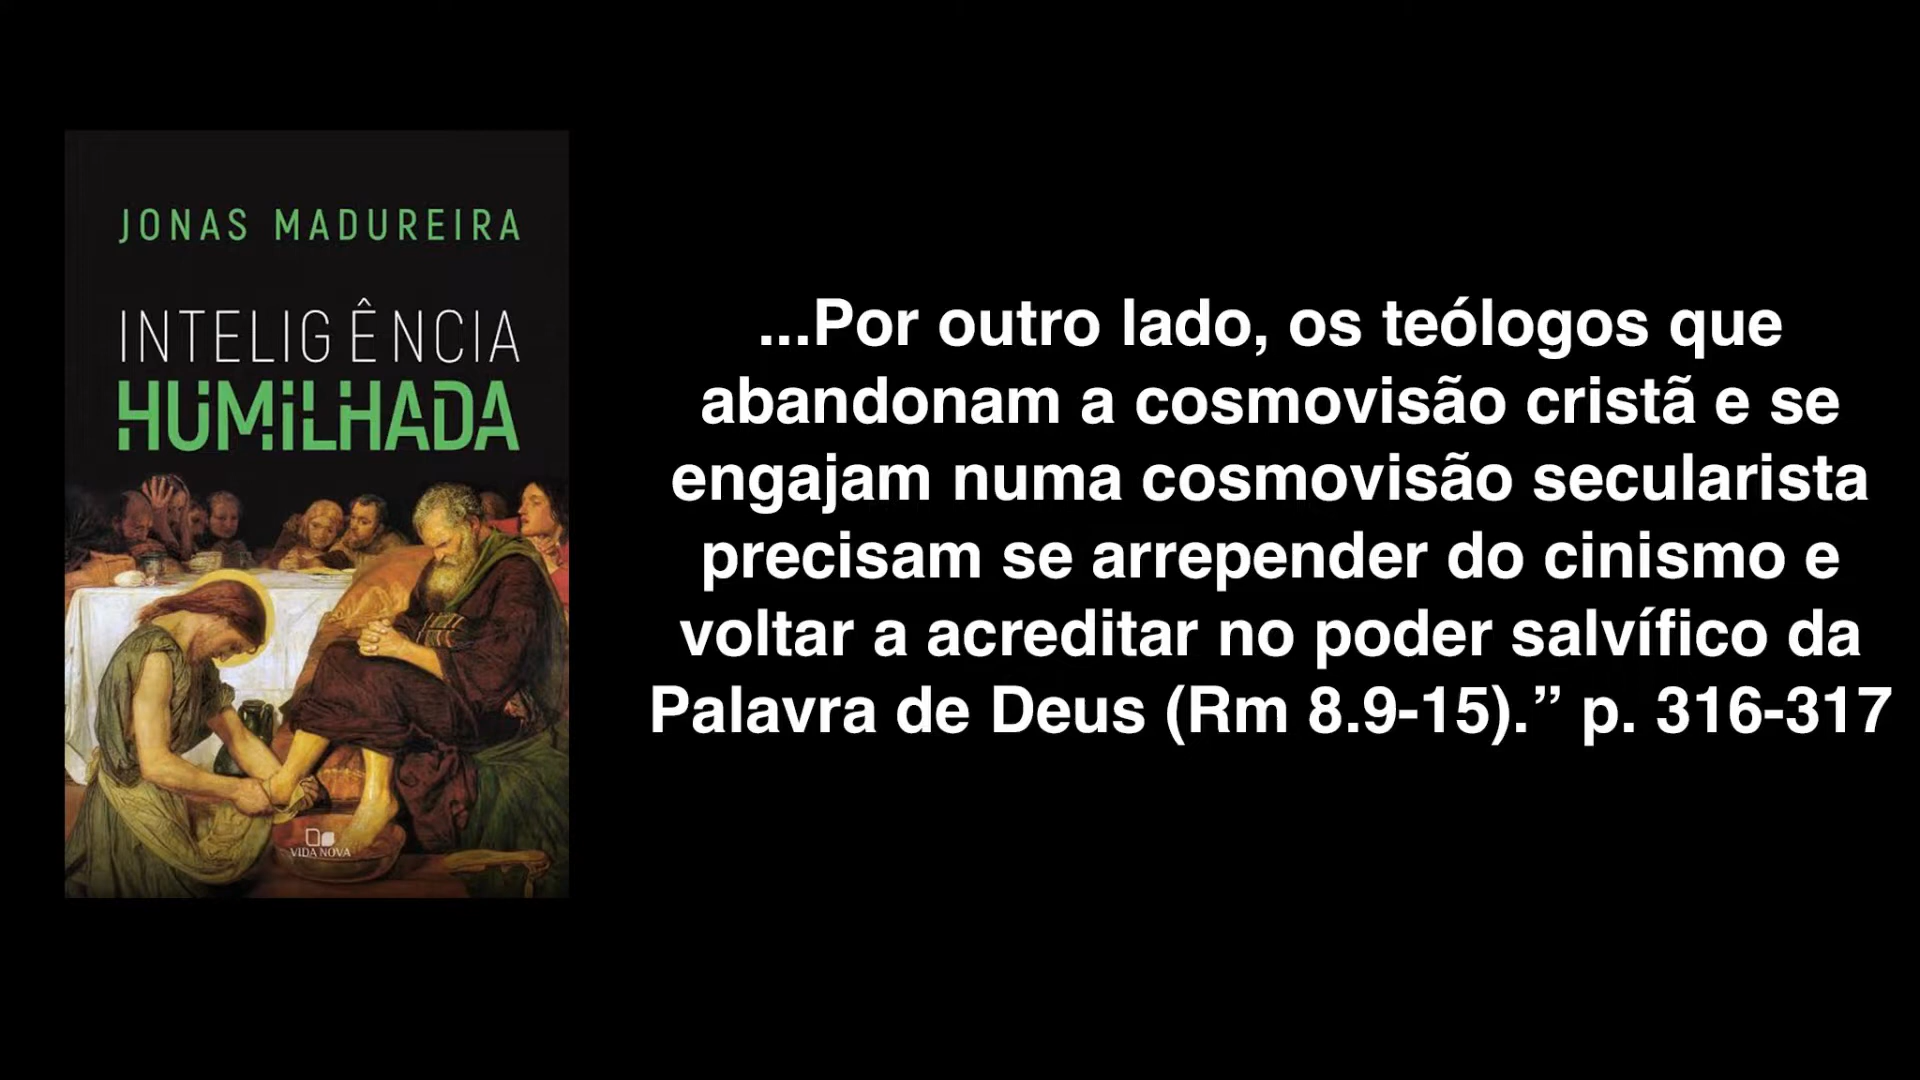 JONAS MADUREIRA
INTELIGÊNCIA
HUMILHADA
VIDA NOVA
...Por outro lado, os teólogos que
abandonam a cosmovisão cristã e se
engajam numa cosmovisão secularista
precisam se arrepender do cinismo e
voltar a acreditar no poder salvífico da
Palavra de Deus (Rm 8.9-15).” p. 316-317